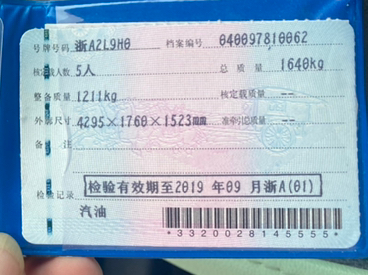 号牌号码 浙A2L9H0 档案编号 040097810062
核定载人数 5人 总质量 1640kg
整备质量 1211kg 核定载质量 --
外廓尺寸 4295×1760×1523mm 准牵引总质量 --
备注
检验记录 检验有效期至2019年09月浙A(01)
汽油
*3320028145555*